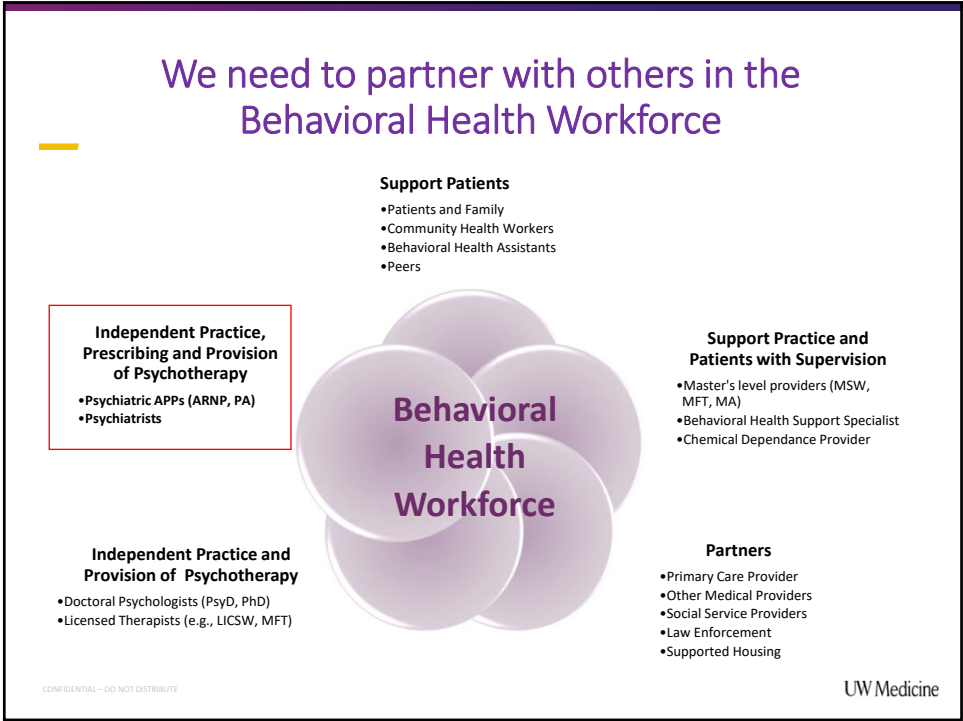 We need to partner with others in the
Behavioral Health Workforce
Support Patients
•Patients and Family
•Community Health Workers
•Behavioral Health Assistants
•Peers
Independent Practice,
Prescribing and Provision
of Psychotherapy
•Psychiatric APPs (ARNP, PA)
•Psychiatrists
Behavioral
Health
Workforce
Support Practice and
Patients with Supervision
•Master's level providers (MSW,
MFT, MA)
•Behavioral Health Support Specialist
•Chemical Dependance Provider
Independent Practice and
Provision of Psychotherapy
•Doctoral Psychologists (PsyD, PhD)
•Licensed Therapists (e.g., LICSW, MFT)
Partners
•Primary Care Provider
•Other Medical Providers
•Social Service Providers
•Law Enforcement
•Supported Housing
CONFIDENTIAL – DO NOT DISTRIBUTE
UW Medicine